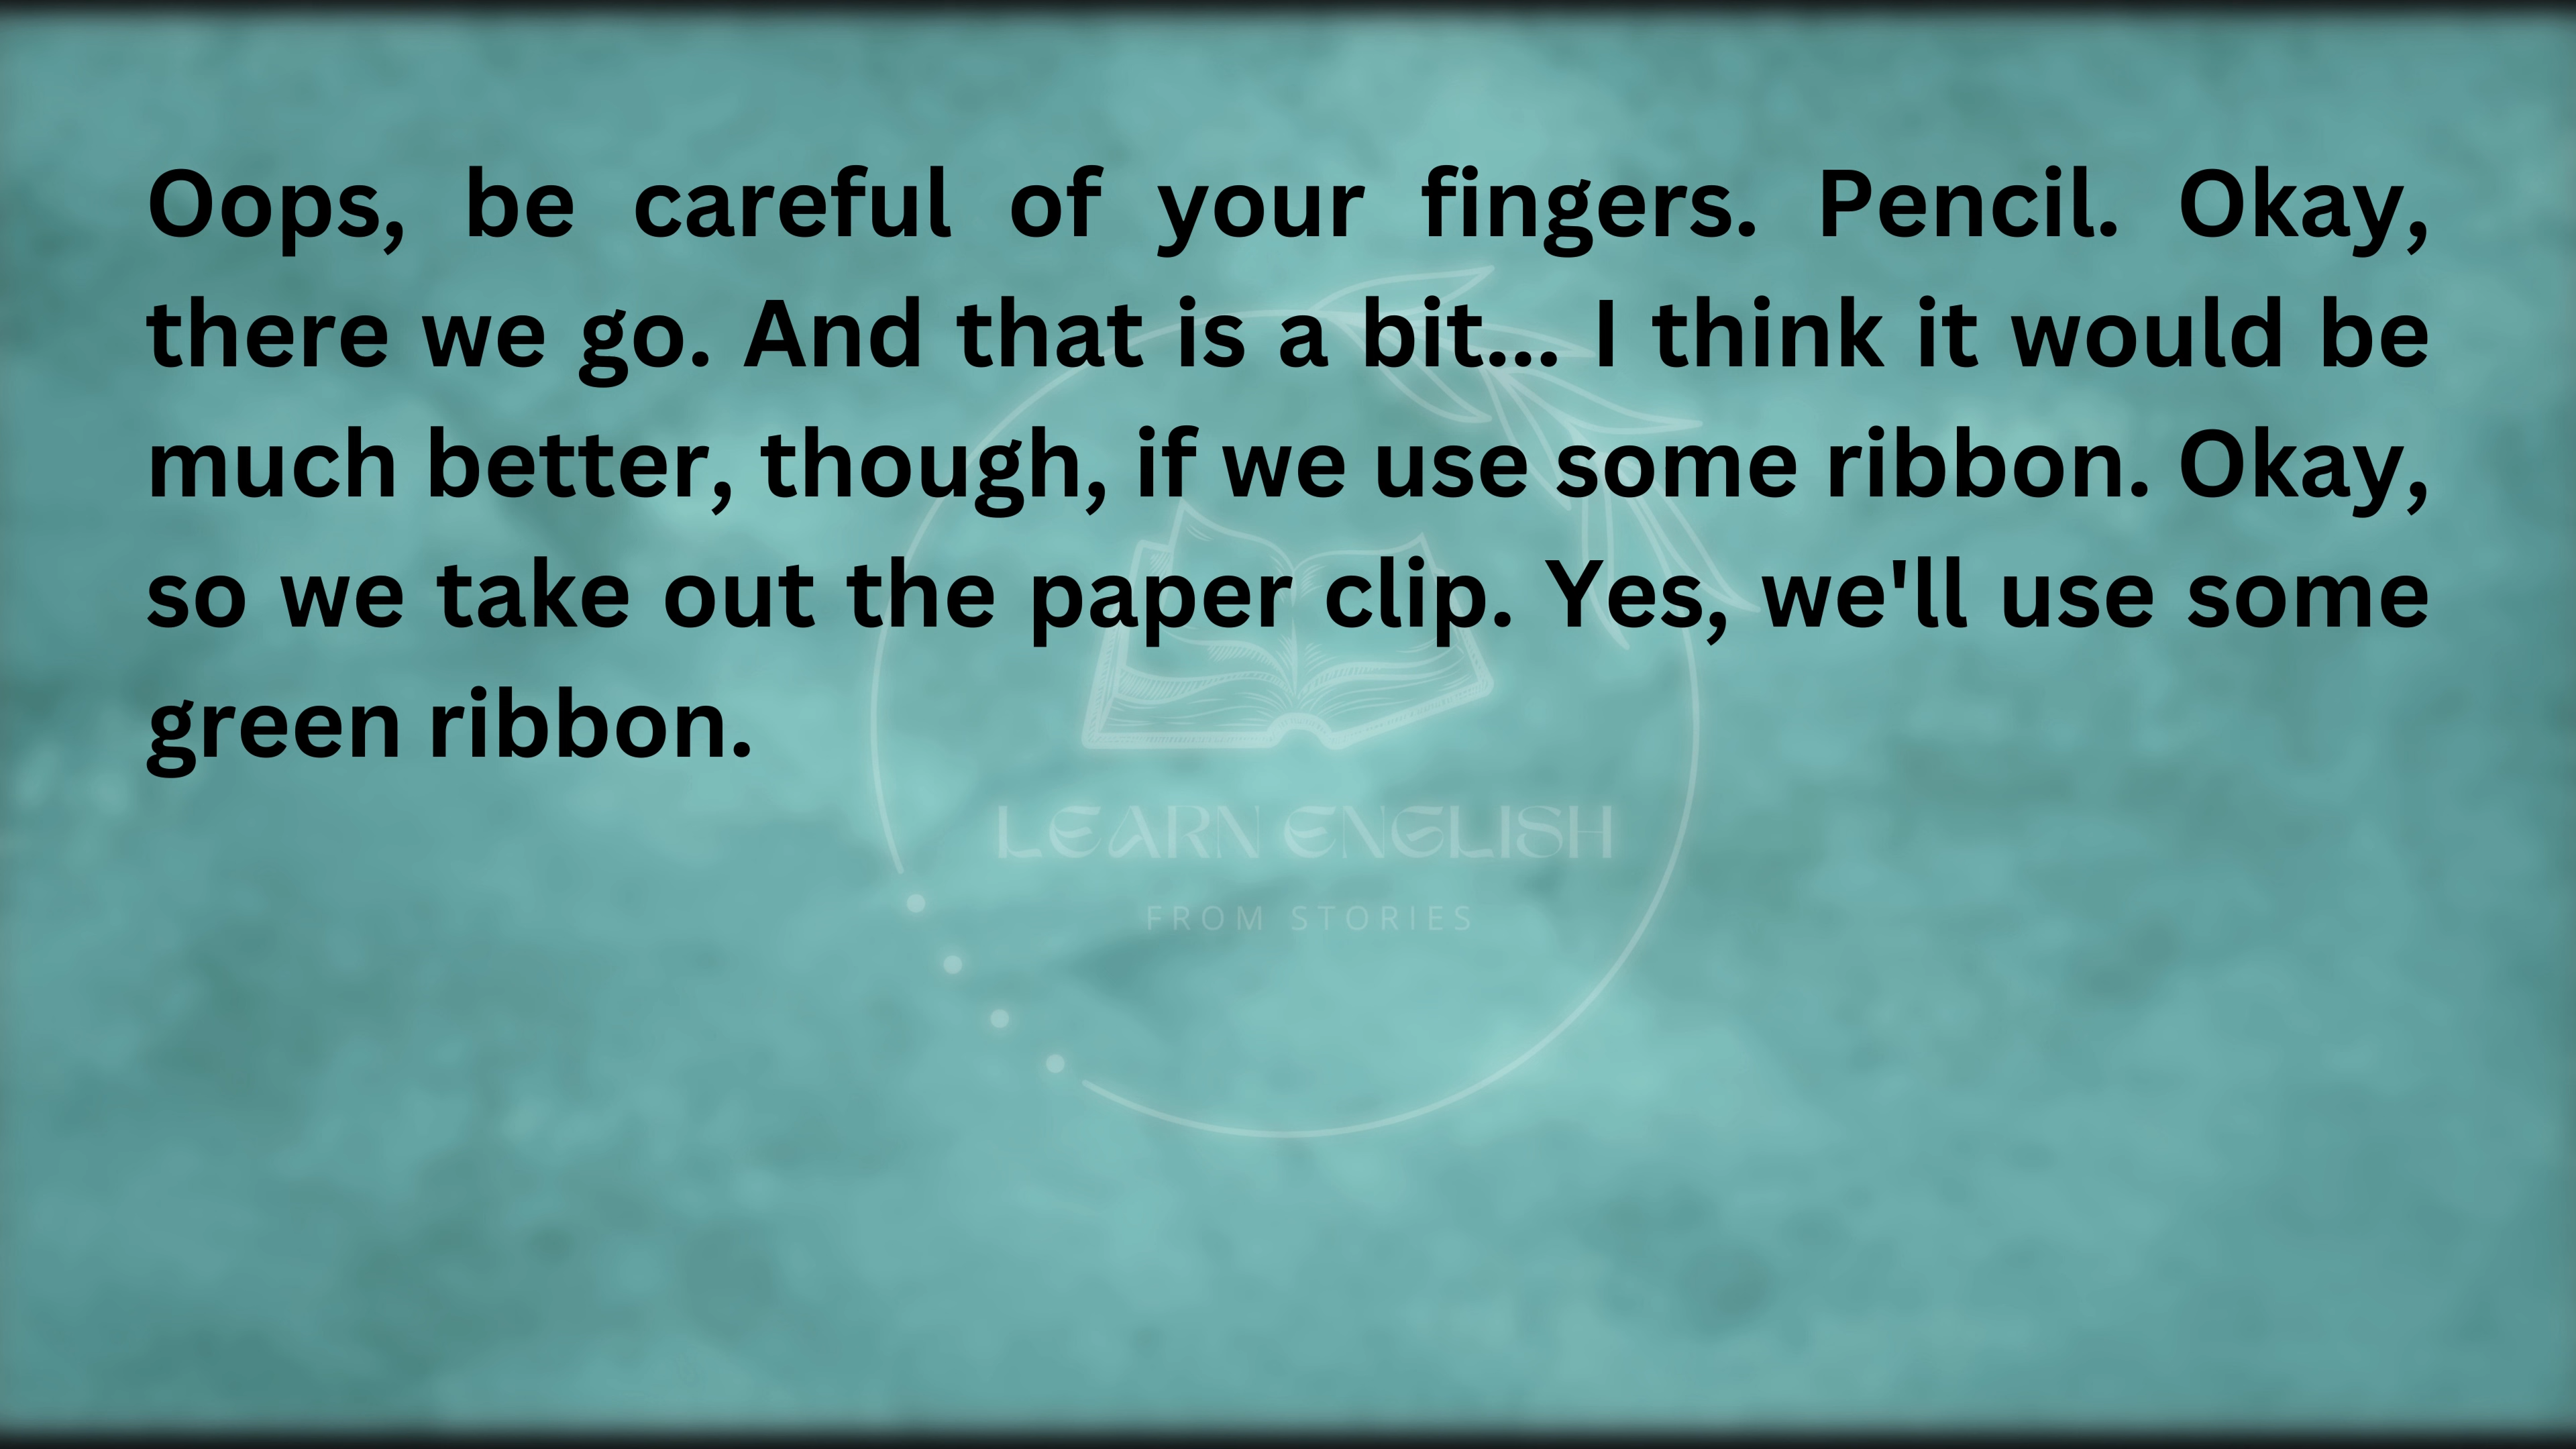 Oops, be careful of your fingers. Pencil. Okay,
there we go. And that is a bit... I think it would be
much better, though, if we use some ribbon. Okay,
so we take out the paper clip. Yes, we'll use some
green ribbon.
LEARN ENGLISH
FROM STORIES